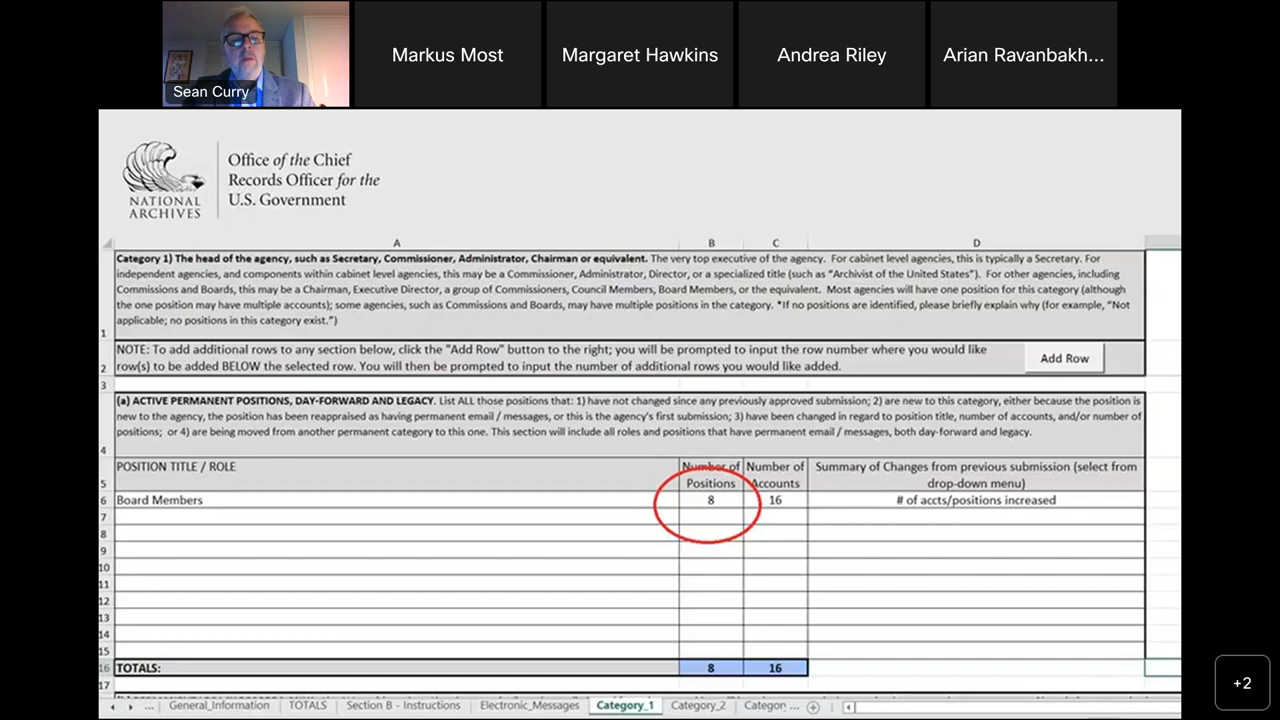 Sean Curry
Markus Most
Margaret Hawkins
Andrea Riley
Arian Ravanbakh...
NATIONAL
ARCHIVES
Office of the Chief
Records Officer for the
U.S. Government
A B C D
Category 1) The head of the agency, such as Secretary, Commissioner, Administrator, Chairman or equivalent. The very top executive of the agency. For cabinet level agencies, this is typically a Secretary. For
independent agencies, and components within cabinet level agencies, this may be a Commissioner, Administrator, Director, or a specialized title (such as "Archivist of the United States"). For other agencies, including
Commissions and Boards, this may be a Chairman, Executive Director, a group of Commissioners, Council Members, Board Members, or the equivalent. Most agencies will have one position for this category (although
the one position may have multiple accounts); some agencies, such as Commissions and Boards, may have multiple positions in the category. *If no positions are identified, please briefly explain why (for example, "Not
applicable; no positions in this category exist.")
1
NOTE: To add additional rows to any section below, click the "Add Row" button to the right; you will be prompted to input the row number where you would like
row(s) to be added BELOW the selected row. You will then be prompted to input the number of additional rows you would like added.
Add Row
2
3
(a) ACTIVE PERMANENT POSITIONS, DAY-FORWARD AND LEGACY. List ALL those positions that: 1) have not changed since any previously approved submission; 2) are new to this category, either because the position is
new to the agency, the position has been reappraised as having permanent email / messages, or this is the agency's first submission; 3) have been changed in regard to position title, number of accounts, and/or number of
positions; or 4) are being moved from another permanent category to this one. This section will include all roles and positions that have permanent email / messages, both day-forward and legacy.
4
POSITION TITLE / ROLE Number of Number of Summary of Changes from previous submission (select from
5 Positions Accounts drop-down menu)
6 Board Members 8 16 # of accts/positions increased
7
8
9
10
11
12
13
14
15
16 TOTALS: 8 16
17
... General_Information TOTALS Section B - Instructions Electronic_Messages Category_1 Category_2 Categor ...
+2